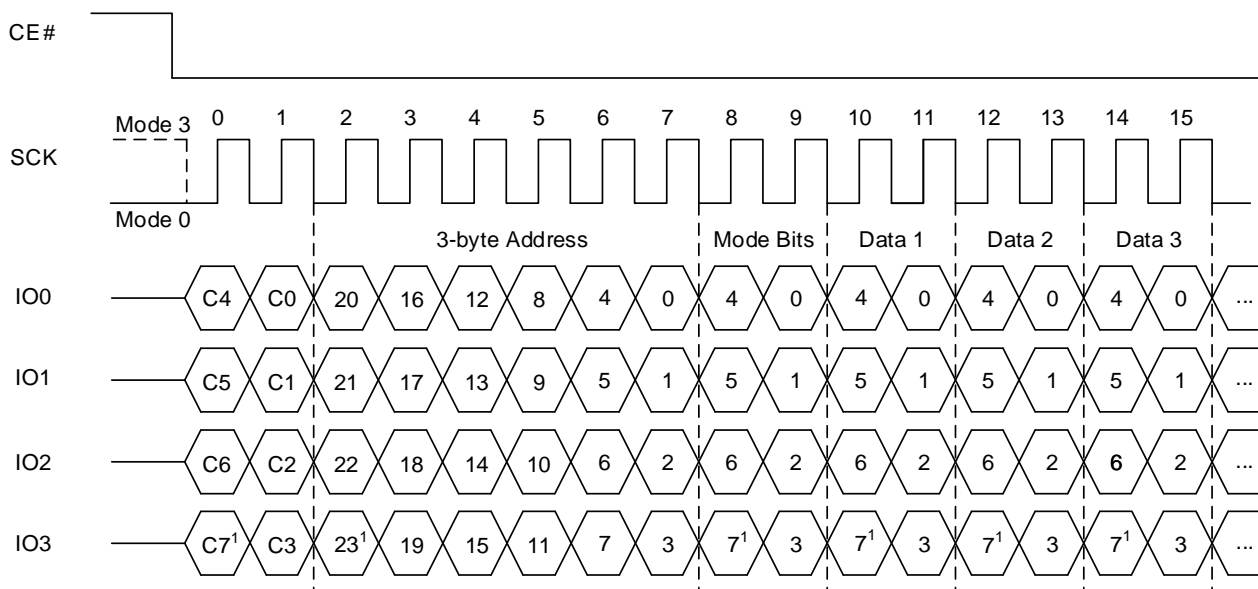 CE#
0 1 2 3 4 5 6 7 8 9 10 11 12 13 14 15
Mode 3
SCK
Mode 0
3-byte Address Mode Bits Data 1 Data 2 Data 3
IO0 C4 C0 20 16 12 8 4 0 4 0 4 0 4 0 4 0 ...
IO1 C5 C1 21 17 13 9 5 1 5 1 5 1 5 1 5 1 ...
IO2 C6 C2 22 18 14 10 6 2 6 2 6 2 6 2 6 2 ...
IO3 C7¹ C3 23¹ 19 15 11 7 3 7¹ 3 7¹ 3 7¹ 3 7¹ 3 ...